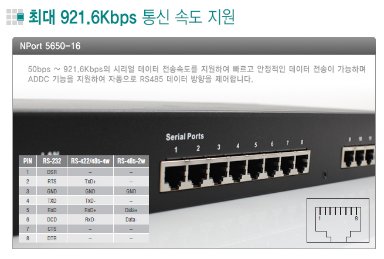 최대 921.6Kbps 통신 속도 지원
NPort 5650-16
50bps ~ 921.6Kbps의 시리얼 데이터 전송속도를 지원하여 빠르고 안정적인 데이터 전송이 가능하며
ADDC 기능을 지원하여 자동으로 RS485 데이터 방향을 제어합니다.
Serial Ports
1 2 3 4 5 6 7 8
9 10 11
PIN RS-232 RS-422/485-4w RS-485-2w
1 DSR - -
2 RTS TxD+ -
3 GND GND GND
4 TXD TxD- -
5 RXD RxD+ Data+
6 DCD RxD- Data-
7 CTS - -
8 DTR - -
1 8